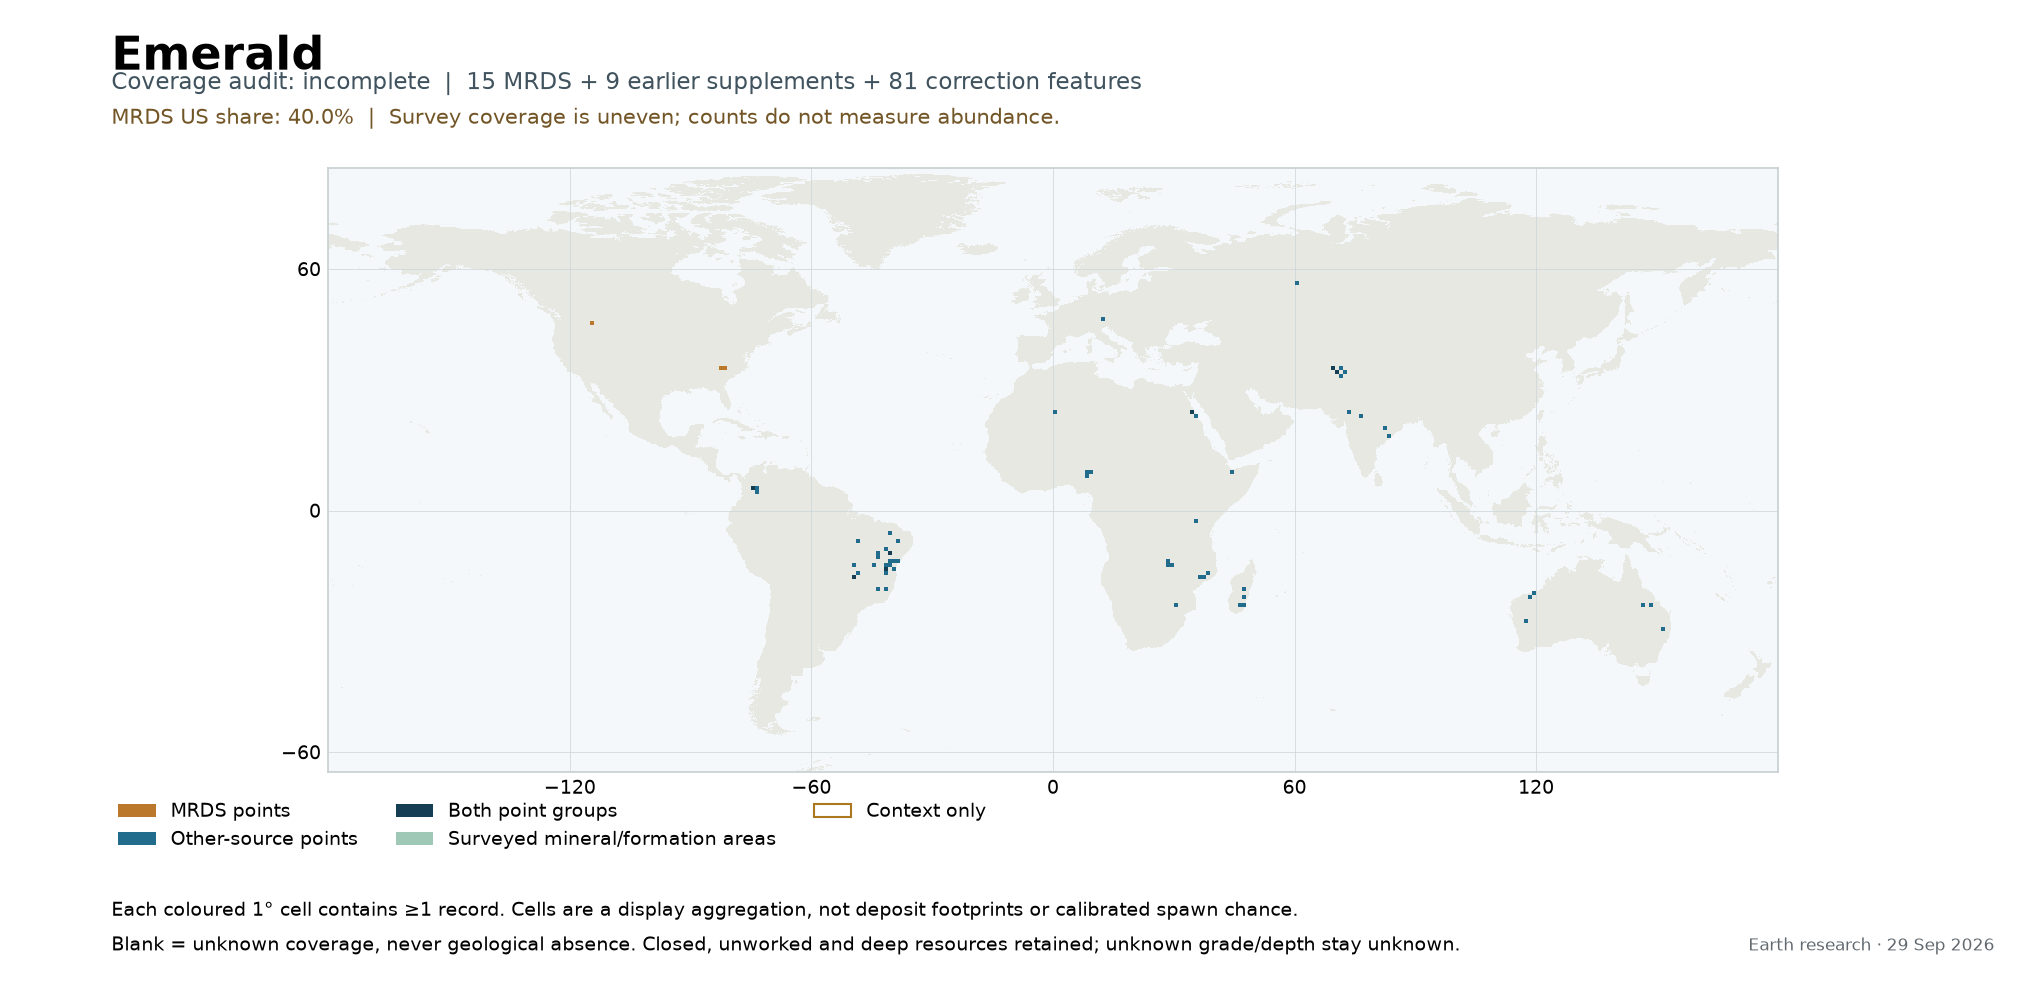 Emerald
Coverage audit: incomplete | 15 MRDS + 9 earlier supplements + 81 correction features
MRDS US share: 40.0% | Survey coverage is uneven; counts do not measure abundance.
60
0
−60
−120
−60
0
60
120
MRDS points
Other-source points
Both point groups
Surveyed mineral/formation areas
Context only
Each coloured 1° cell contains ≥1 record. Cells are a display aggregation, not deposit footprints or calibrated spawn chance.
Blank = unknown coverage, never geological absence. Closed, unworked and deep resources retained; unknown grade/depth stay unknown.
Earth research · 29 Sep 2026